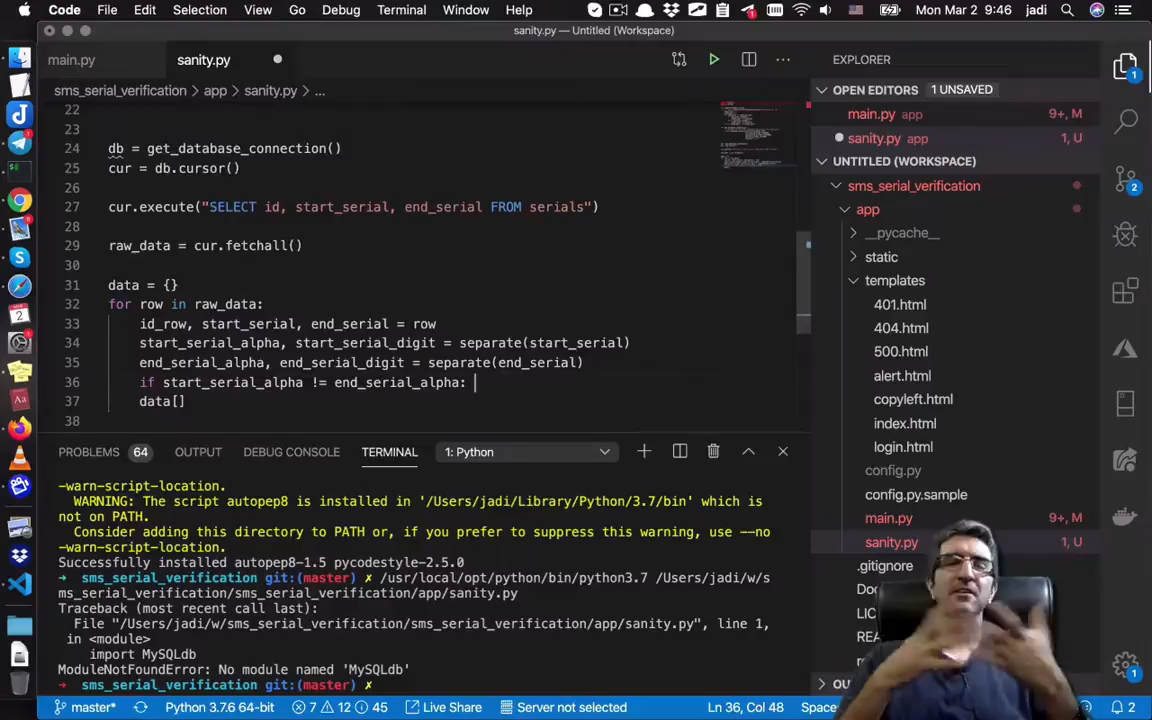 Code File Edit Selection View Go Debug Terminal Window Help Mon Mar 2 9:46 jadi
sanity.py — Untitled (Workspace)
main.py sanity.py
sms_serial_verification > app > sanity.py > ...
22
23
24 db = get_database_connection()
25 cur = db.cursor()
26
27 cur.execute("SELECT id, start_serial, end_serial FROM serials")
28
29 raw_data = cur.fetchall()
30
31 data = {}
32 for row in raw_data:
33 id_row, start_serial, end_serial = row
34 start_serial_alpha, start_serial_digit = separate(start_serial)
35 end_serial_alpha, end_serial_digit = separate(end_serial)
36 if start_serial_alpha != end_serial_alpha:
37 data[]
38
PROBLEMS 64 OUTPUT DEBUG CONSOLE TERMINAL 1: Python
-warn-script-location.
WARNING: The script autopep8 is installed in '/Users/jadi/Library/Python/3.7/bin' which is
not on PATH.
Consider adding this directory to PATH or, if you prefer to suppress this warning, use --no
-warn-script-location.
Successfully installed autopep8-1.5 pycodestyle-2.5.0
➜ sms_serial_verification git:(master) ✗ /usr/local/opt/python/bin/python3.7 /Users/jadi/w/s
ms_serial_verification/sms_serial_verification/app/sanity.py
Traceback (most recent call last):
File "/Users/jadi/w/sms_serial_verification/sms_serial_verification/app/sanity.py", line 1,
in <module>
import MySQLdb
ModuleNotFoundError: No module named 'MySQLdb'
➜ sms_serial_verification git:(master) ✗
EXPLORER
OPEN EDITORS 1 UNSAVED
main.py app 9+, M
sanity.py app 1, U
UNTITLED (WORKSPACE)
sms_serial_verification
app
__pycache__
static
templates
401.html
404.html
500.html
alert.html
copyleft.html
index.html
login.html
config.py
config.py.sample
main.py 9+, M
sanity.py 1, U
.gitignore
1
2
1
master* Python 3.7.6 64-bit 7 12 45 Live Share Server not selected Ln 36, Col 48 2